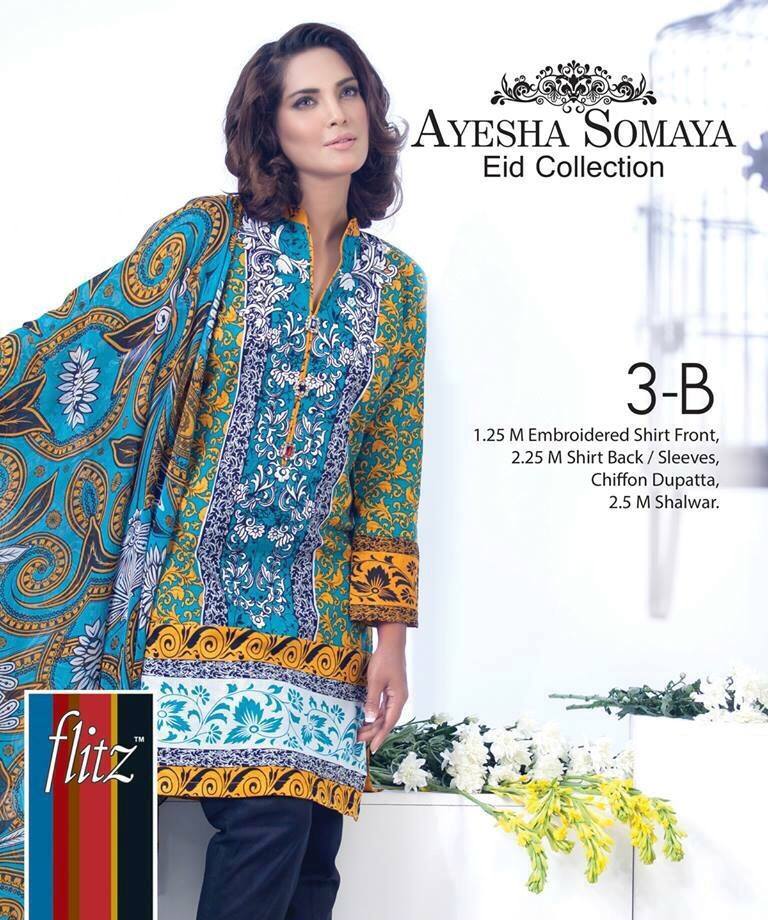 AYESHA SOMAYA
Eid Collection
3-B
1.25 M Embroidered Shirt Front,
2.25 M Shirt Back / Sleeves,
Chiffon Dupatta,
2.5 M Shalwar.
flitz™